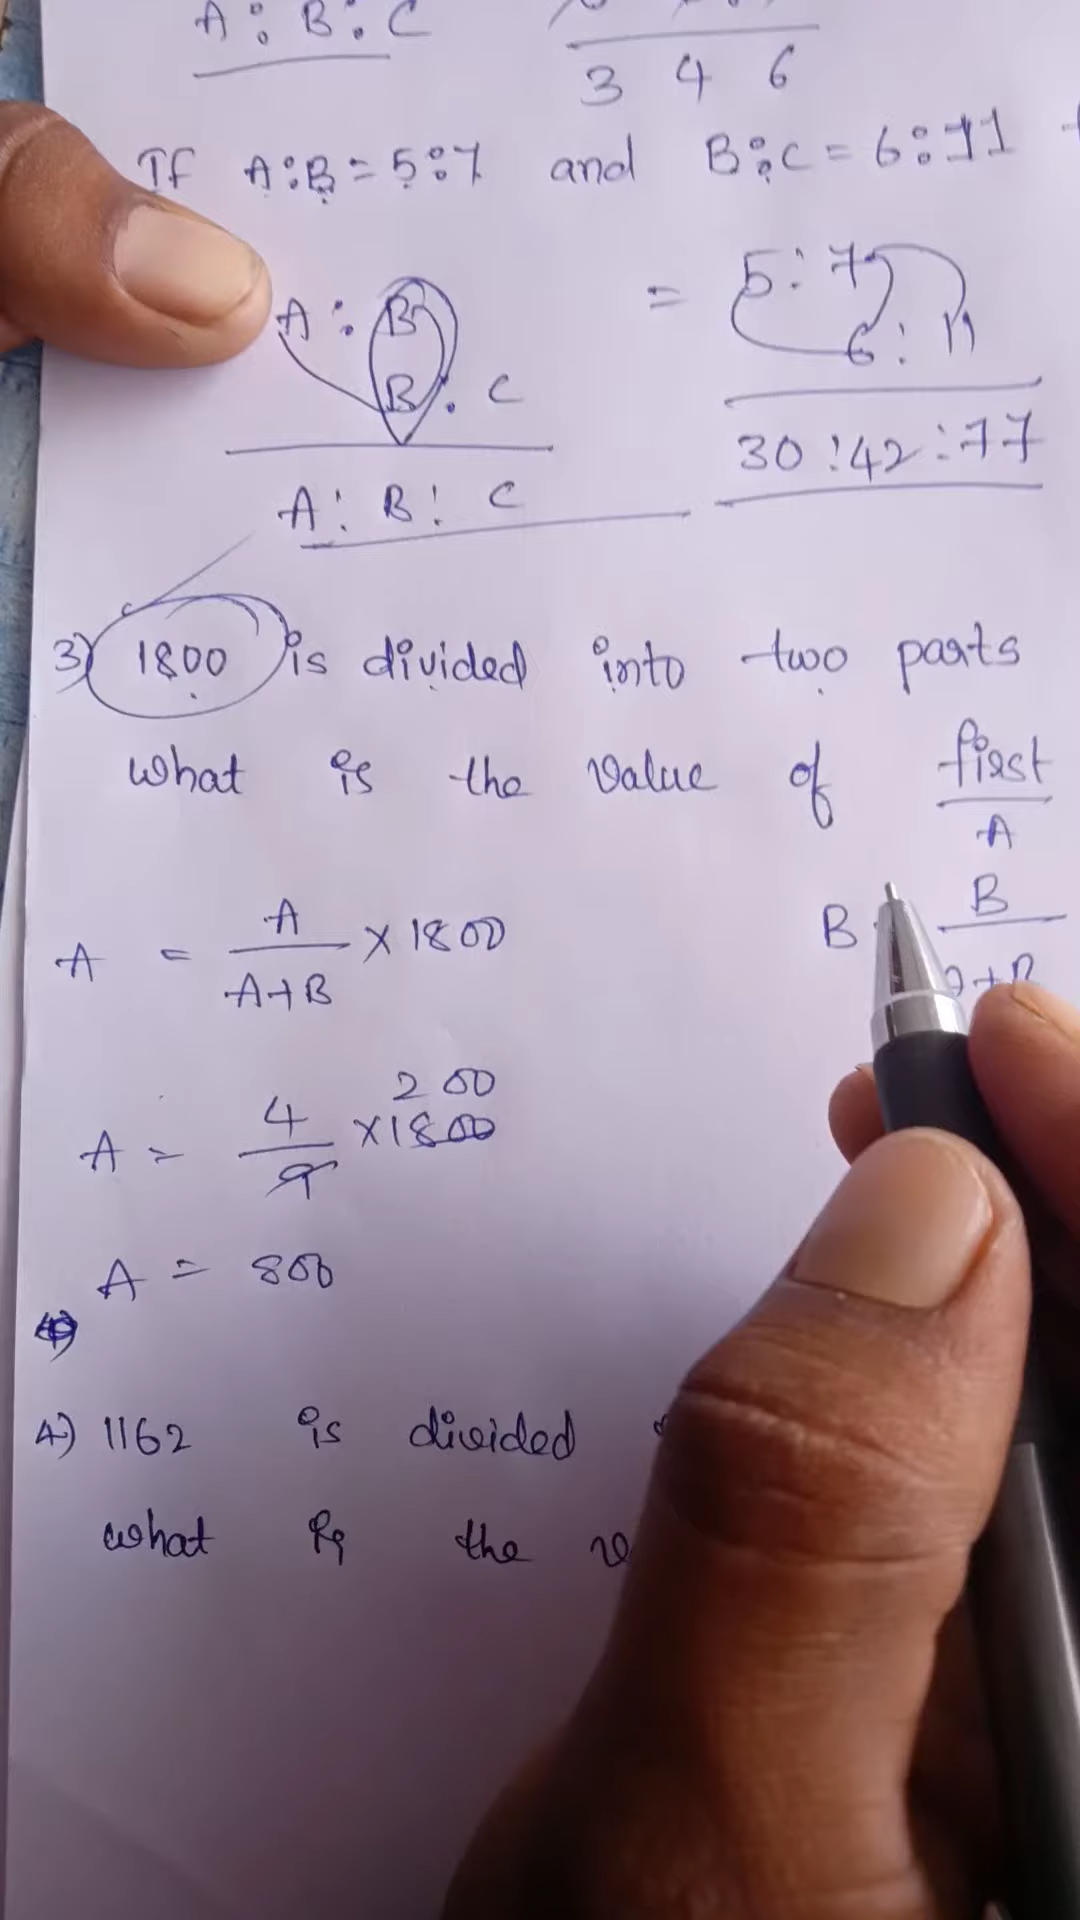 A : B : C
3 4 6
If A:B = 5:7 and B:C = 6:11
A : B = 5 : 7
B : C 6 : 11
A : B : C 30 : 42 : 77
3) 1800 is divided into two parts
what is the value of first
A
A = A / A+B × 1800 B B / A+B
200
A = 4 / 9 × 1800
A = 800
4) 1162 is divided
what is the